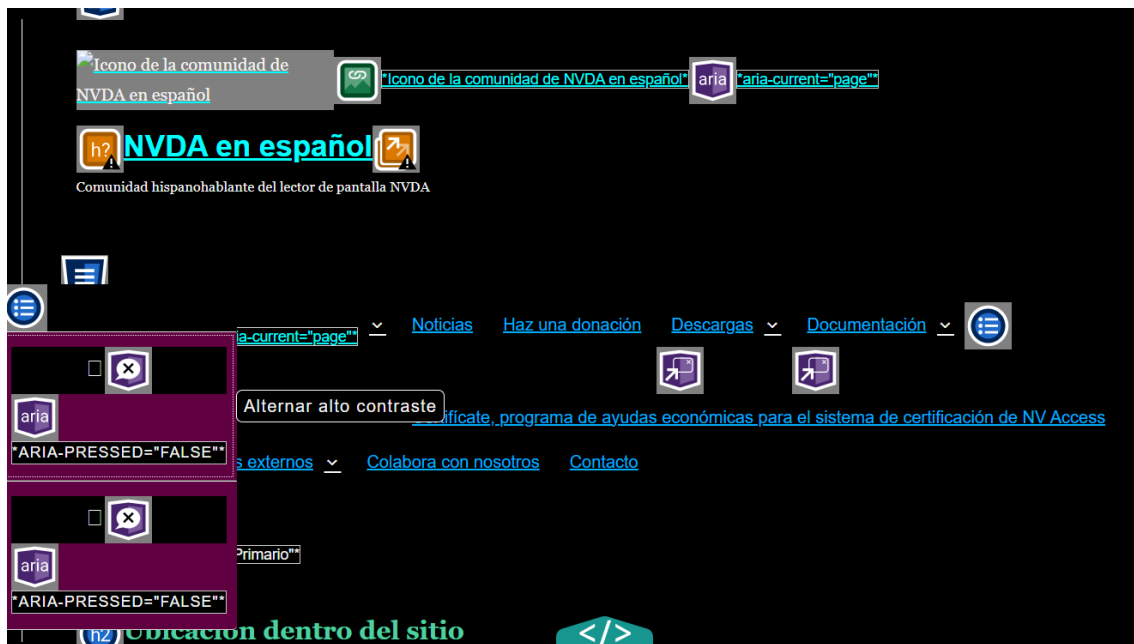 Icono de la comunidad de
NVDA en español
*Icono de la comunidad de NVDA en español*
aria
*aria-current="page"*
h?
NVDA en español
Comunidad hispanohablante del lector de pantalla NVDA
aria-current="page"*
Noticias
Haz una donación
Descargas
Documentación
aria
*ARIA-PRESSED="FALSE"*
Alternar alto contraste
Certifícate, programa de ayudas económicas para el sistema de certificación de NV Access
s externos
Colabora con nosotros
Contacto
aria
*ARIA-PRESSED="FALSE"*
Primario"*
h2
Ubicación dentro del sitio
</>